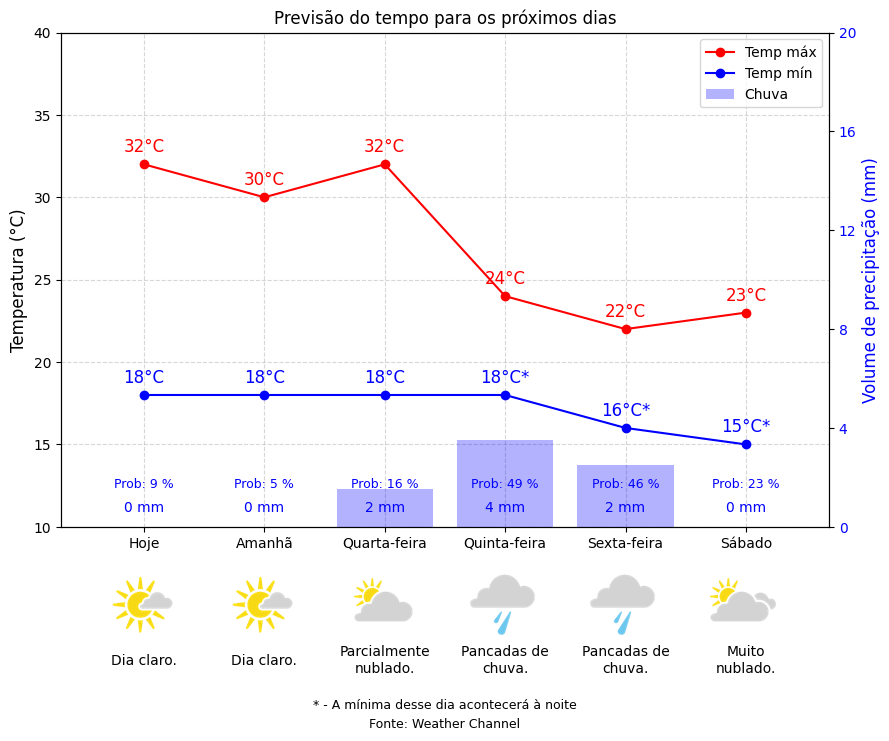 Previsão do tempo para os próximos dias
Temp máx
Temp mín
Chuva
Temperatura (°C)
40
35
30
25
20
15
10
Volume de precipitação (mm)
20
16
12
8
4
0
32°C 30°C 32°C 24°C 22°C 23°C
18°C 18°C 18°C 18°C* 16°C* 15°C*
Prob: 9 % Prob: 5 % Prob: 16 % Prob: 49 % Prob: 46 % Prob: 23 %
0 mm 0 mm 2 mm 4 mm 2 mm 0 mm
Hoje Amanhã Quarta-feira Quinta-feira Sexta-feira Sábado
Dia claro.
Dia claro.
Parcialmente
nublado.
Pancadas de
chuva.
Pancadas de
chuva.
Muito
nublado.
* - A mínima desse dia acontecerá à noite
Fonte: Weather Channel